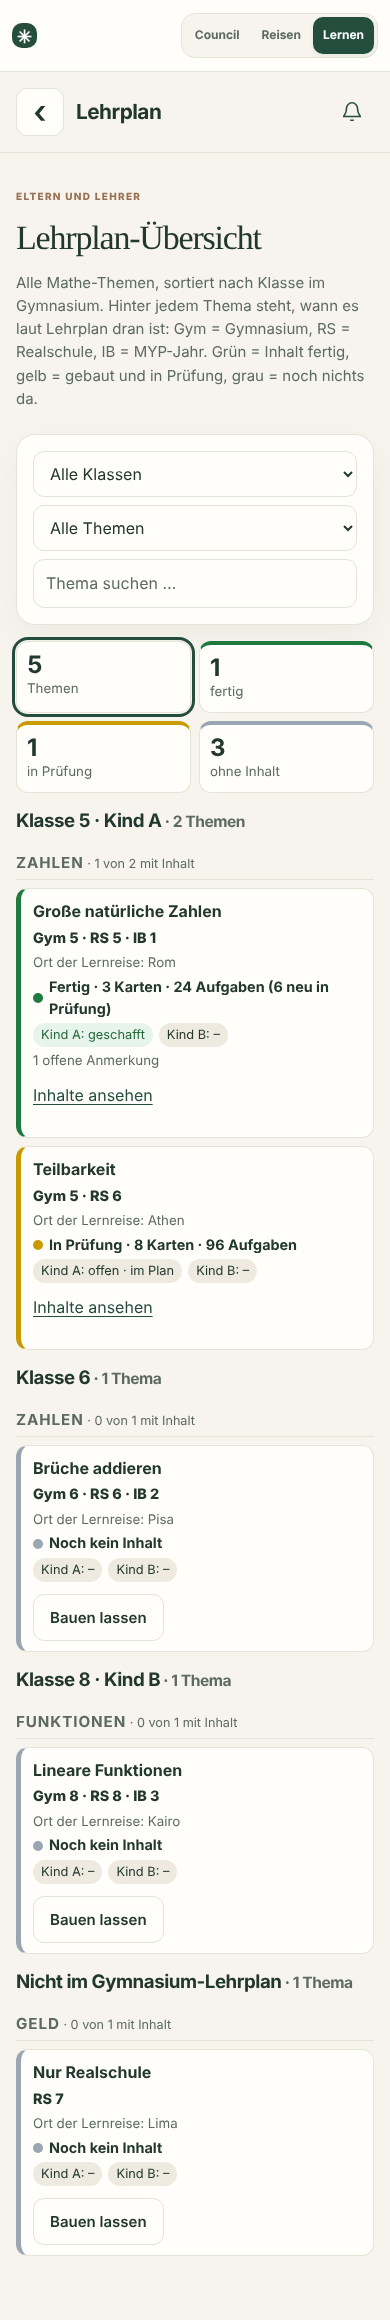 Council Reisen Lernen
Lehrplan
ELTERN UND LEHRER
Lehrplan-Übersicht
Alle Mathe-Themen, sortiert nach Klasse im
Gymnasium. Hinter jedem Thema steht, wann es
laut Lehrplan dran ist: Gym = Gymnasium, RS =
Realschule, IB = MYP-Jahr. Grün = Inhalt fertig,
gelb = gebaut und in Prüfung, grau = noch nichts
da.
Alle Klassen
Alle Themen
Thema suchen ...
5
Themen
1
fertig
1
in Prüfung
3
ohne Inhalt
Klasse 5 · Kind A · 2 Themen
ZAHLEN · 1 von 2 mit Inhalt
Große natürliche Zahlen
Gym 5 · RS 5 · IB 1
Ort der Lernreise: Rom
Fertig · 3 Karten · 24 Aufgaben (6 neu in
Prüfung)
Kind A: geschafft Kind B: –
1 offene Anmerkung
Inhalte ansehen
Teilbarkeit
Gym 5 · RS 6
Ort der Lernreise: Athen
In Prüfung · 8 Karten · 96 Aufgaben
Kind A: offen · im Plan Kind B: –
Inhalte ansehen
Klasse 6 · 1 Thema
ZAHLEN · 0 von 1 mit Inhalt
Brüche addieren
Gym 6 · RS 6 · IB 2
Ort der Lernreise: Pisa
Noch kein Inhalt
Kind A: – Kind B: –
Bauen lassen
Klasse 8 · Kind B · 1 Thema
FUNKTIONEN · 0 von 1 mit Inhalt
Lineare Funktionen
Gym 8 · RS 8 · IB 3
Ort der Lernreise: Kairo
Noch kein Inhalt
Kind A: – Kind B: –
Bauen lassen
Nicht im Gymnasium-Lehrplan · 1 Thema
GELD · 0 von 1 mit Inhalt
Nur Realschule
RS 7
Ort der Lernreise: Lima
Noch kein Inhalt
Kind A: – Kind B: –
Bauen lassen